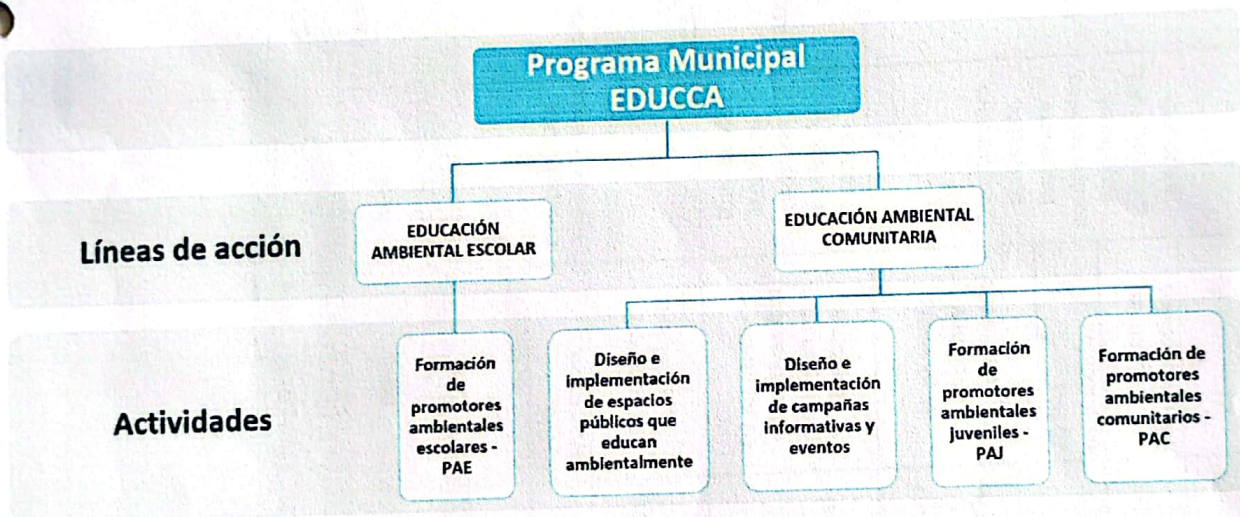 Programa Municipal
EDUCCA
Líneas de acción
EDUCACIÓN
AMBIENTAL ESCOLAR
EDUCACIÓN AMBIENTAL
COMUNITARIA
Actividades
Formación
de
promotores
ambientales
escolares -
PAE
Diseño e
implementación
de espacios
públicos que
educan
ambientalmente
Diseño e
implementación
de campañas
informativas y
eventos
Formación
de
promotores
ambientales
juveniles -
PAJ
Formación de
promotores
ambientales
comunitarios -
PAC